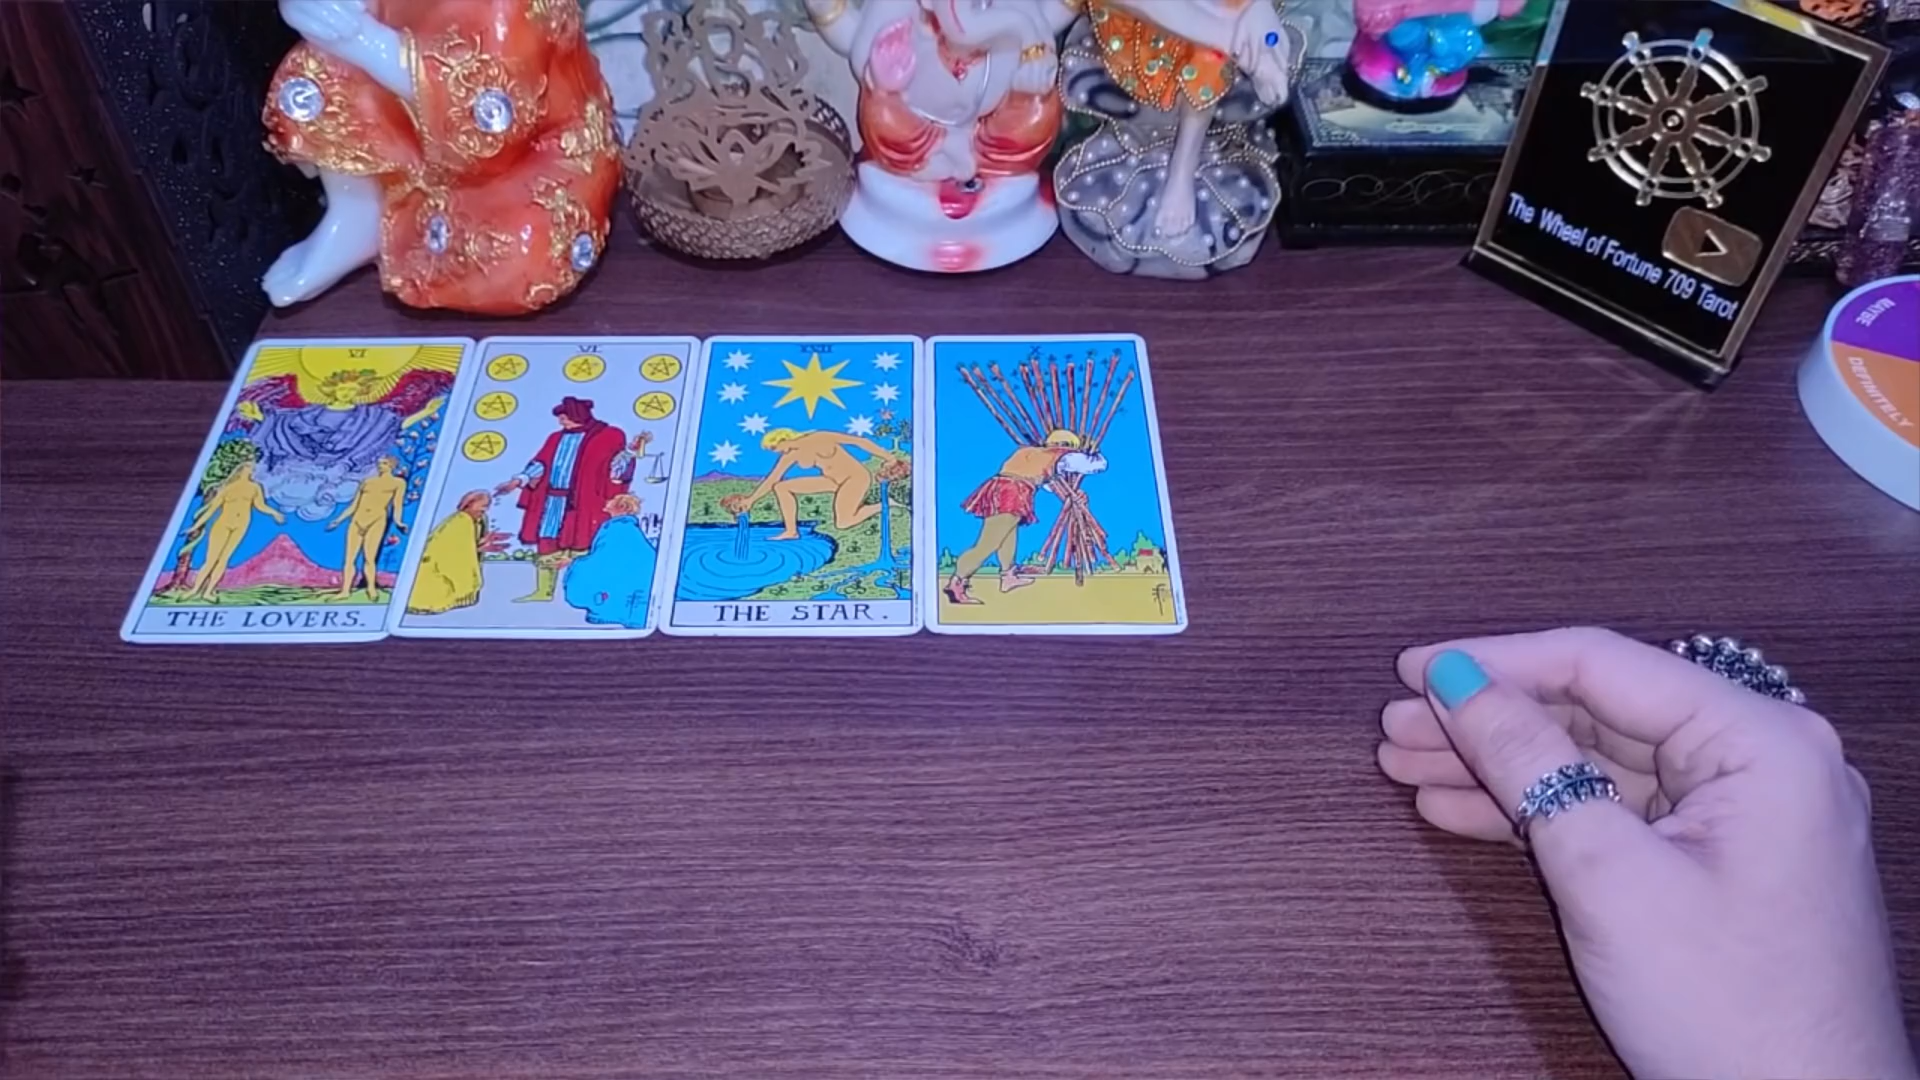 VI
THE LOVERS.
VI
XVII
THE STAR.
X
The Wheel of Fortune 709 Tarot
MAYBE
DEFINITELY